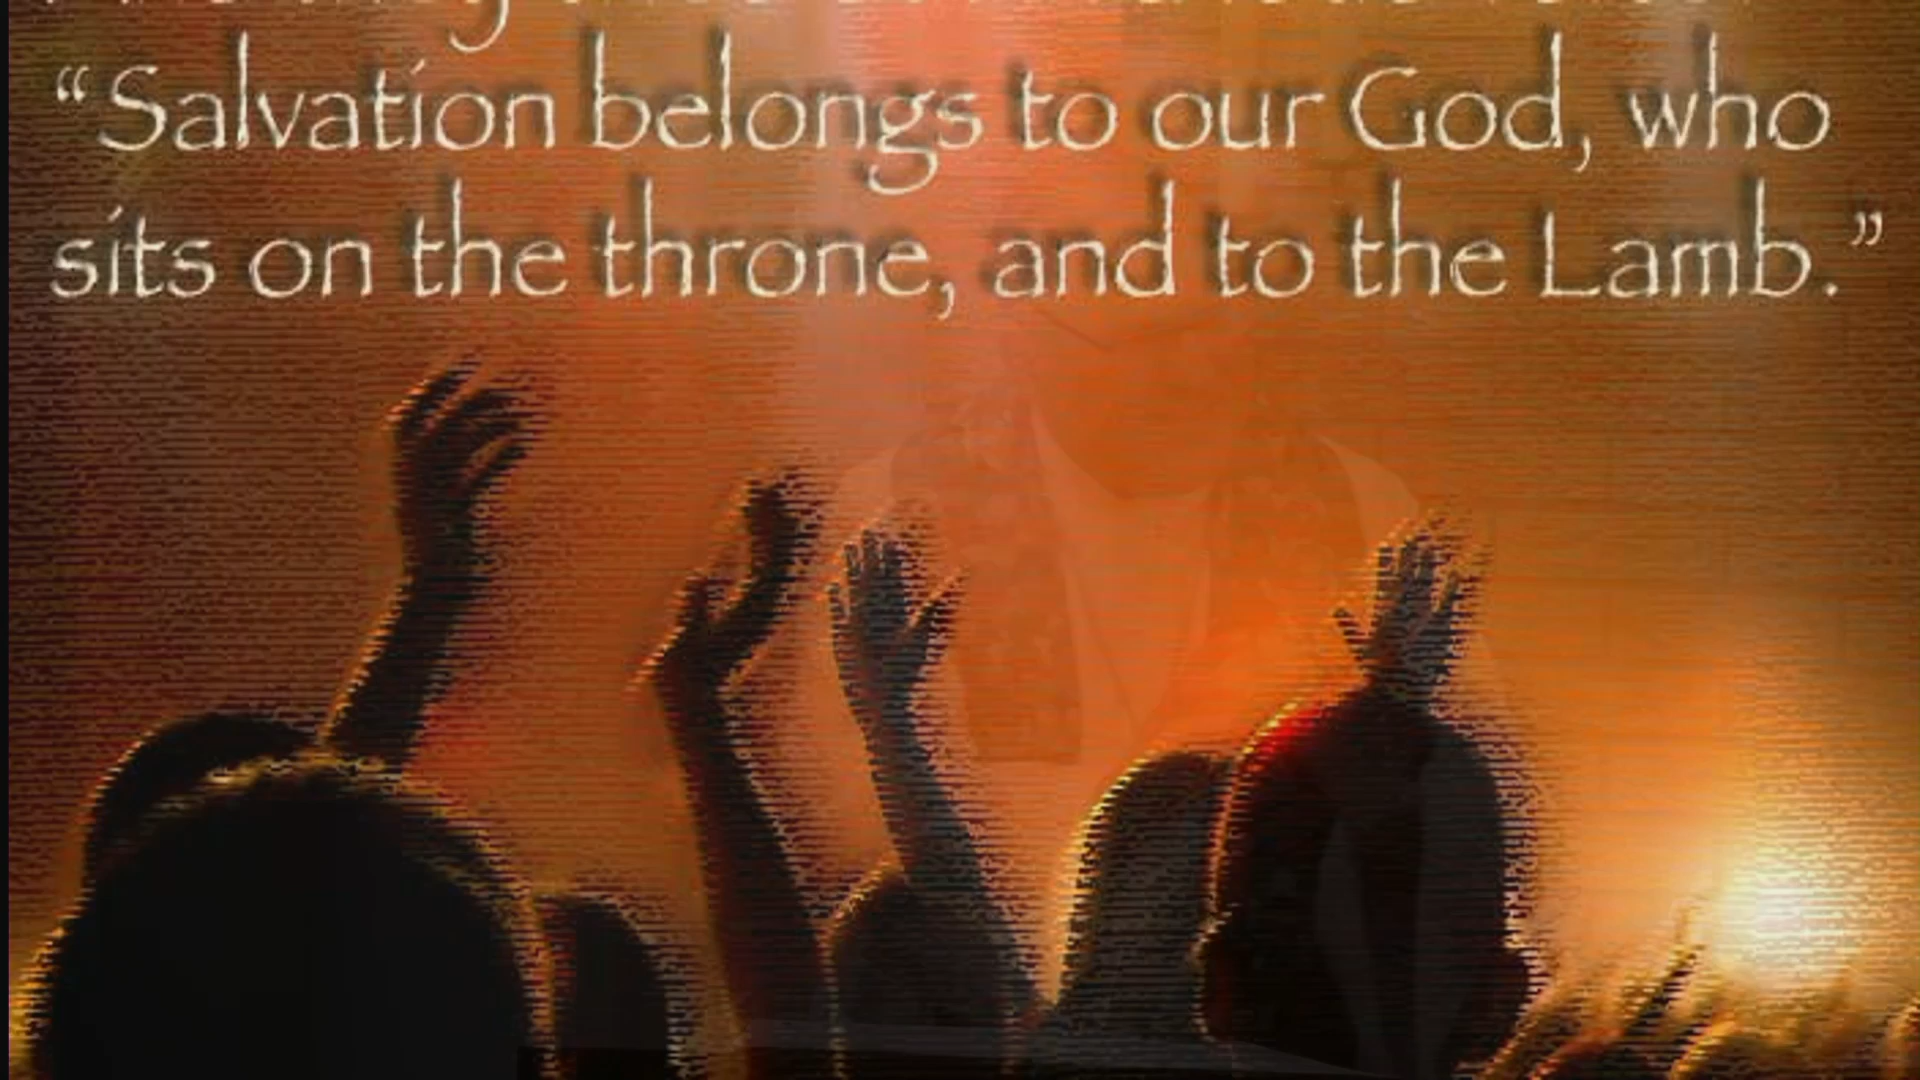 “Salvation belongs to our God, who
sits on the throne, and to the Lamb.”